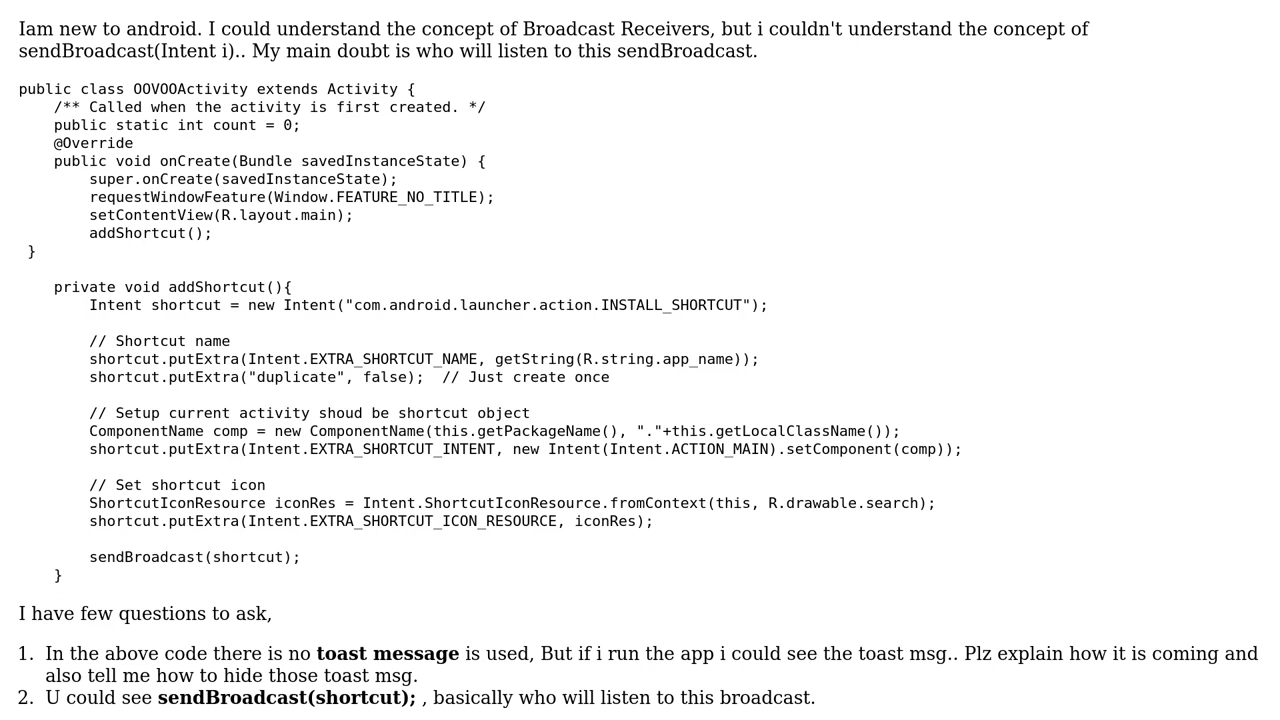 Iam new to android. I could understand the concept of Broadcast Receivers, but i couldn't understand the concept of
sendBroadcast(Intent i).. My main doubt is who will listen to this sendBroadcast.
public class OOVOOActivity extends Activity {
    /** Called when the activity is first created. */
    public static int count = 0;
    @Override
    public void onCreate(Bundle savedInstanceState) {
        super.onCreate(savedInstanceState);
        requestWindowFeature(Window.FEATURE_NO_TITLE);
        setContentView(R.layout.main);
        addShortcut();
 }
    private void addShortcut(){
        Intent shortcut = new Intent("com.android.launcher.action.INSTALL_SHORTCUT");
        // Shortcut name
        shortcut.putExtra(Intent.EXTRA_SHORTCUT_NAME, getString(R.string.app_name));
        shortcut.putExtra("duplicate", false);  // Just create once
        // Setup current activity shoud be shortcut object
        ComponentName comp = new ComponentName(this.getPackageName(), "."+this.getLocalClassName());
        shortcut.putExtra(Intent.EXTRA_SHORTCUT_INTENT, new Intent(Intent.ACTION_MAIN).setComponent(comp));
        // Set shortcut icon
        ShortcutIconResource iconRes = Intent.ShortcutIconResource.fromContext(this, R.drawable.search);
        shortcut.putExtra(Intent.EXTRA_SHORTCUT_ICON_RESOURCE, iconRes);
        sendBroadcast(shortcut);
    }
I have few questions to ask,
1. In the above code there is no toast message is used, But if i run the app i could see the toast msg.. Plz explain how it is coming and
also tell me how to hide those toast msg.
2. U could see sendBroadcast(shortcut); , basically who will listen to this broadcast.